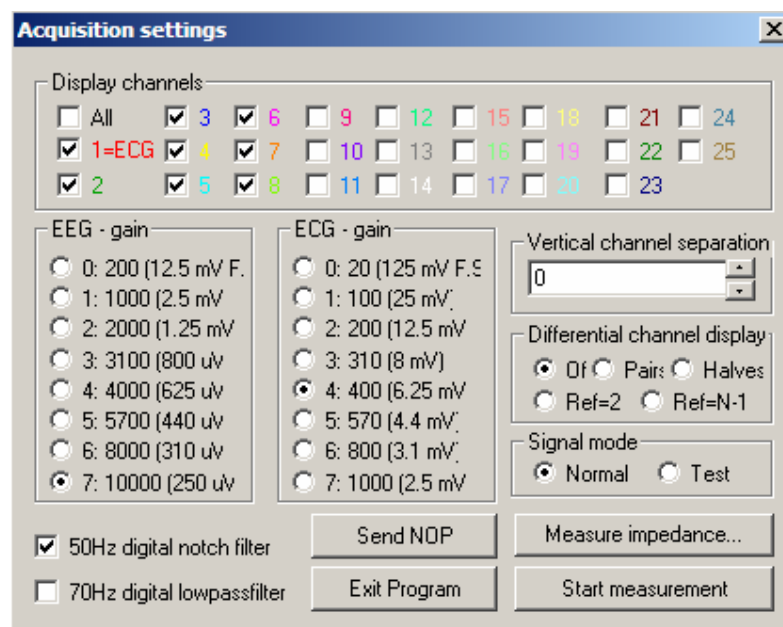 Acquisition settings
Display channels
All 3 6 9 12 15 18 21 24
1=ECG 4 7 10 13 16 19 22 25
2 5 8 11 14 17 20 23
EEG - gain
0: 200 (12.5 mV F.
1: 1000 (2.5 mV
2: 2000 (1.25 mV
3: 3100 (800 uV
4: 4000 (625 uV
5: 5700 (440 uV
6: 8000 (310 uV
7: 10000 (250 uV
ECG - gain
0: 20 (125 mV F.S
1: 100 (25 mV)
2: 200 (12.5 mV
3: 310 (8 mV)
4: 400 (6.25 mV
5: 570 (4.4 mV)
6: 800 (3.1 mV)
7: 1000 (2.5 mV
Vertical channel separation
0
Differential channel display
Of Pairs Halves
Ref=2 Ref=N-1
Signal mode
Normal Test
50Hz digital notch filter
70Hz digital lowpassfilter
Send NOP
Measure impedance...
Exit Program
Start measurement